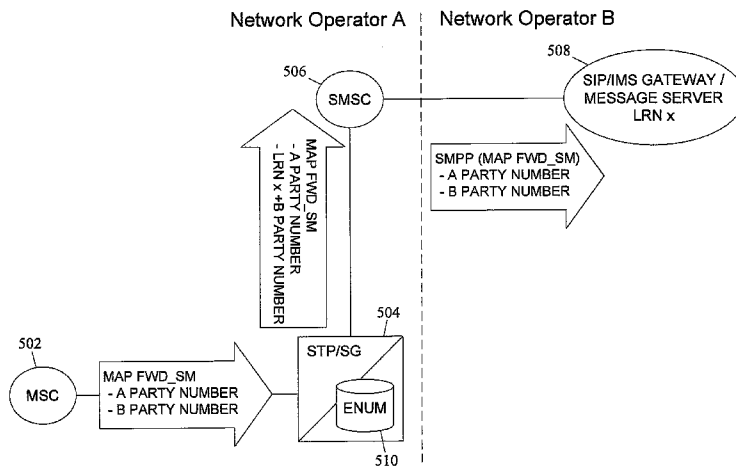 Network Operator A
Network Operator B
506
SMSC
508
SIP/IMS GATEWAY /
MESSAGE SERVER
LRN x
MAP FWD_SM
- A PARTY NUMBER
- LRN x +B PARTY NUMBER
SMPP (MAP FWD_SM)
- A PARTY NUMBER
- B PARTY NUMBER
502
MSC
MAP FWD_SM
- A PARTY NUMBER
- B PARTY NUMBER
504
STP/SG
ENUM
510